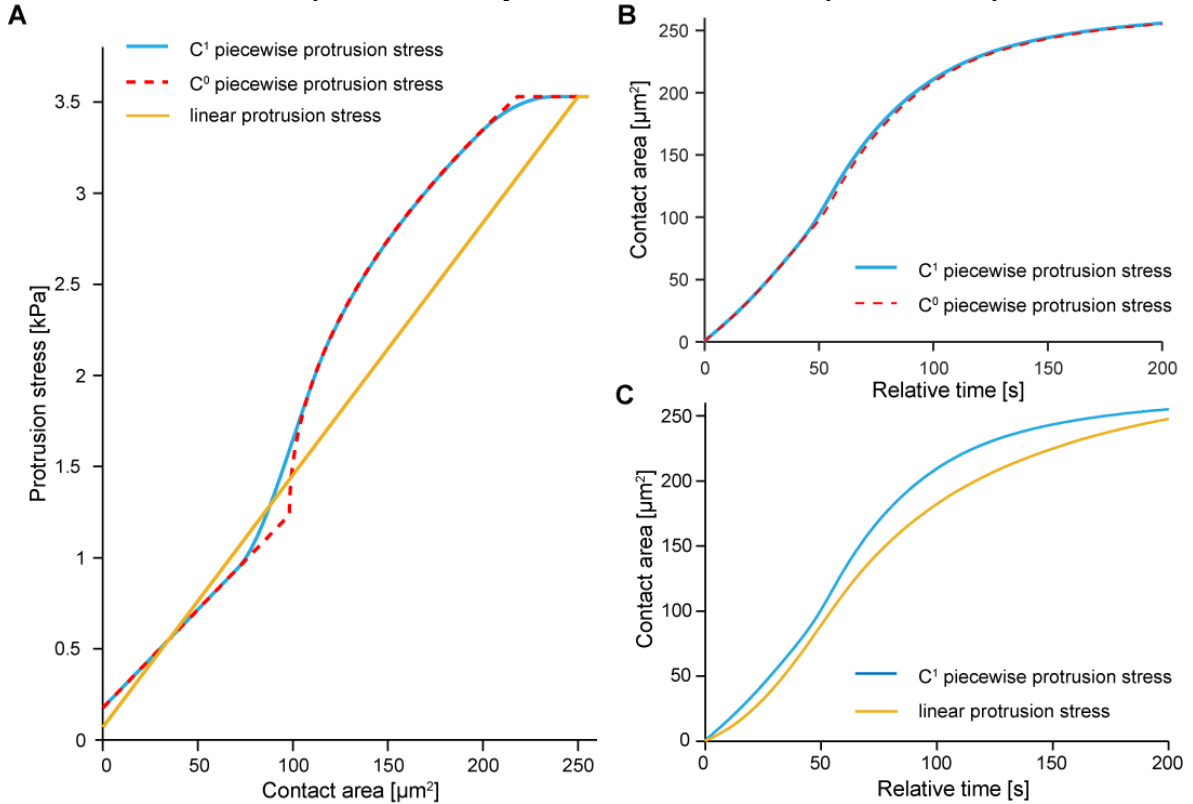 A
C¹ piecewise protrusion stress
C⁰ piecewise protrusion stress
linear protrusion stress
3.5
3
2.5
2
1.5
1
0.5
0
Protrusion stress [kPa]
0
50
100
150
200
250
Contact area [µm²]
B
250
200
150
100
50
0
Contact area [µm²]
C¹ piecewise protrusion stress
C⁰ piecewise protrusion stress
0
50
100
150
200
Relative time [s]
C
250
200
150
100
50
0
Contact area [µm²]
C¹ piecewise protrusion stress
linear protrusion stress
0
50
100
150
200
Relative time [s]